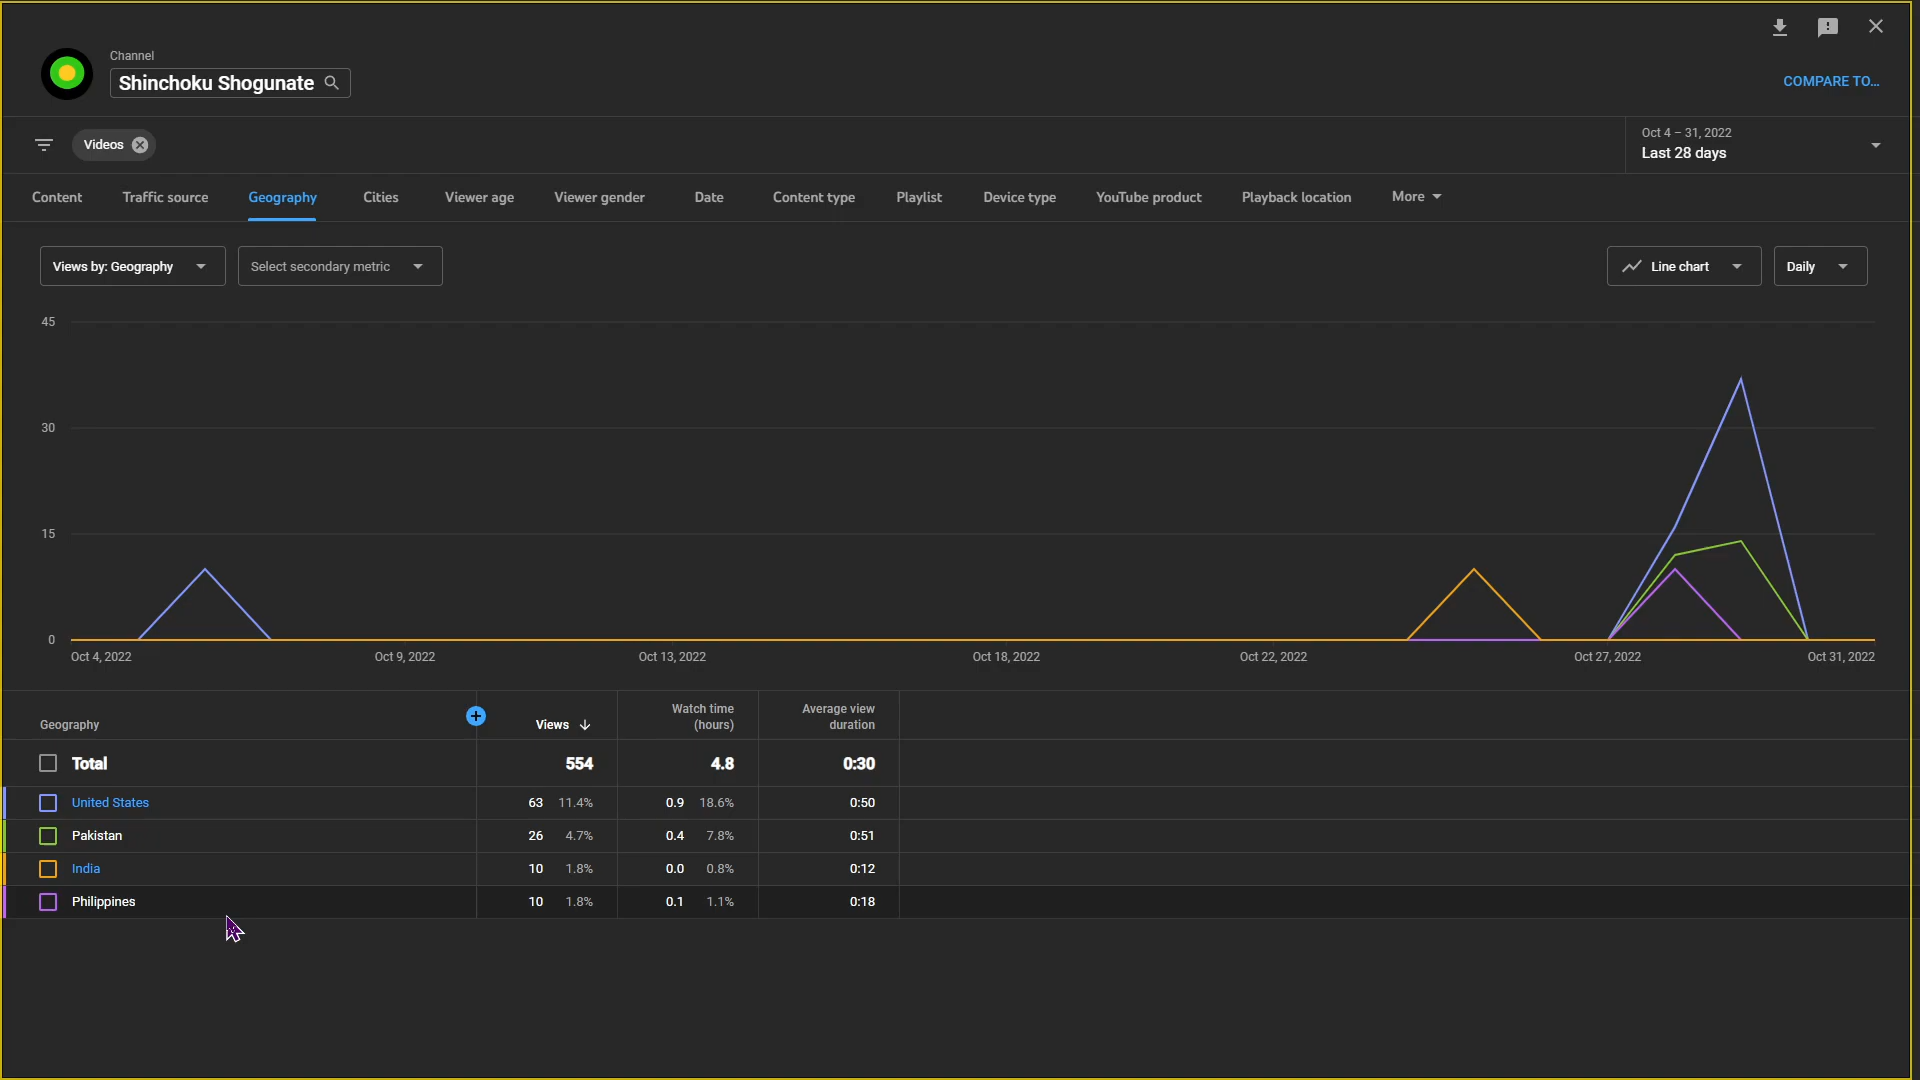 Channel
Shinchoku Shogunate
COMPARE TO...
Videos
Oct 4 – 31, 2022
Last 28 days
Content Traffic source Geography Cities Viewer age Viewer gender Date Content type Playlist Device type YouTube product Playback location More
Views by: Geography Select secondary metric Line chart Daily
45
30
15
0
Oct 4, 2022 Oct 9, 2022 Oct 13, 2022 Oct 18, 2022 Oct 22, 2022 Oct 27, 2022 Oct 31, 2022
Geography Views Watch time (hours) Average view duration
Total 554 4.8 0:30
United States 63 11.4% 0.9 18.6% 0:50
Pakistan 26 4.7% 0.4 7.8% 0:51
India 10 1.8% 0.0 0.8% 0:12
Philippines 10 1.8% 0.1 1.1% 0:18